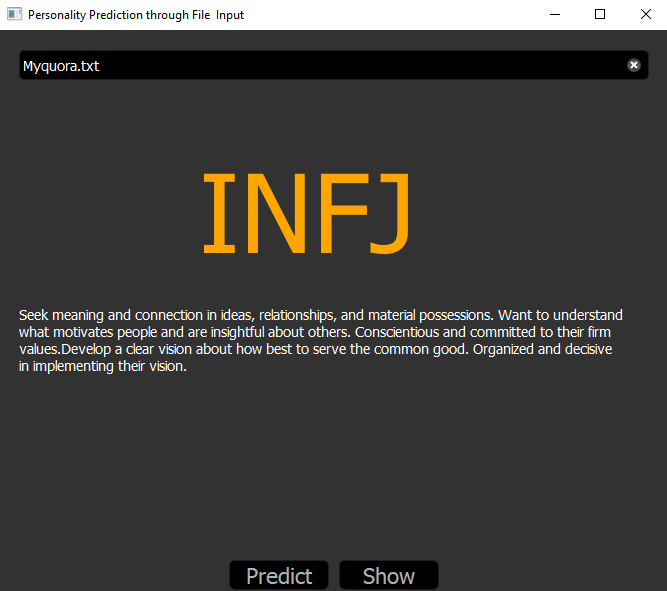 Personality Prediction through File Input
Myquora.txt
INFJ
Seek meaning and connection in ideas, relationships, and material possessions. Want to understand
what motivates people and are insightful about others. Conscientious and committed to their firm
values.Develop a clear vision about how best to serve the common good. Organized and decisive
in implementing their vision.
Predict
Show